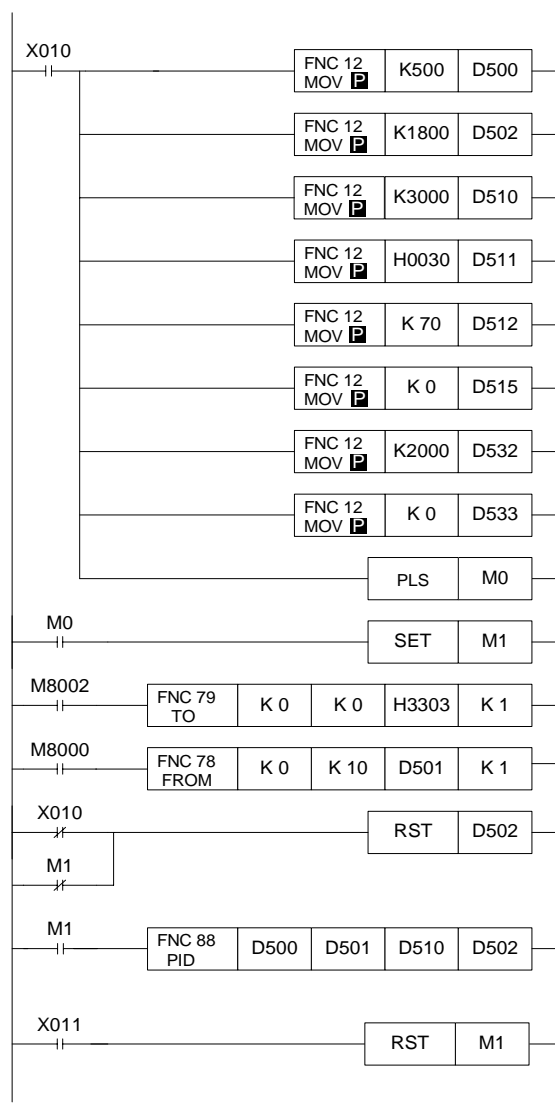 X010
FNC 12 MOV P K500 D500
FNC 12 MOV P K1800 D502
FNC 12 MOV P K3000 D510
FNC 12 MOV P H0030 D511
FNC 12 MOV P K 70 D512
FNC 12 MOV P K 0 D515
FNC 12 MOV P K2000 D532
FNC 12 MOV P K 0 D533
PLS M0
M0
SET M1
M8002
FNC 79 TO K 0 K 0 H3303 K 1
M8000
FNC 78 FROM K 0 K 10 D501 K 1
X010
RST D502
M1
M1
FNC 88 PID D500 D501 D510 D502
X011
RST M1